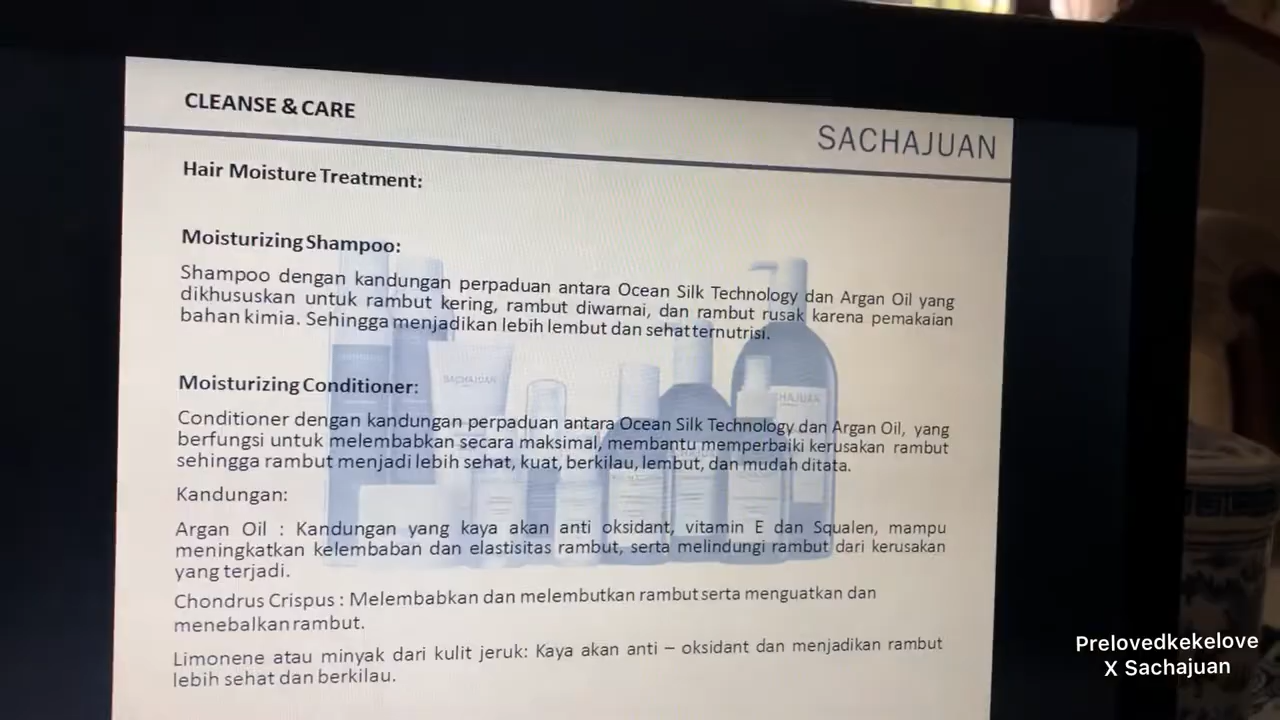 CLEANSE & CARE
SACHAJUAN
Hair Moisture Treatment:
Moisturizing Shampoo:
Shampoo dengan kandungan perpaduan antara Ocean Silk Technology dan Argan Oil yang
dikhususkan untuk rambut kering, rambut diwarnai, dan rambut rusak karena pemakaian
bahan kimia. Sehingga menjadikan lebih lembut dan sehat ternutrisi.
SACHAJUAN
Moisturizing Conditioner:
Conditioner dengan kandungan perpaduan antara Ocean Silk Technology dan Argan Oil, yang
berfungsi untuk melembabkan secara maksimal, membantu memperbaiki kerusakan rambut
sehingga rambut menjadi lebih sehat, kuat, berkilau, lembut, dan mudah ditata.
Kandungan:
Argan Oil : Kandungan yang kaya akan anti oksidant, vitamin E dan Squalen, mampu
meningkatkan kelembaban dan elastisitas rambut, serta melindungi rambut dari kerusakan
yang terjadi.
Chondrus Crispus : Melembabkan dan melembutkan rambut serta menguatkan dan
menebalkan rambut.
Limonene atau minyak dari kulit jeruk: Kaya akan anti – oksidant dan menjadikan rambut
lebih sehat dan berkilau.
Prelovedkekelove
X Sachajuan